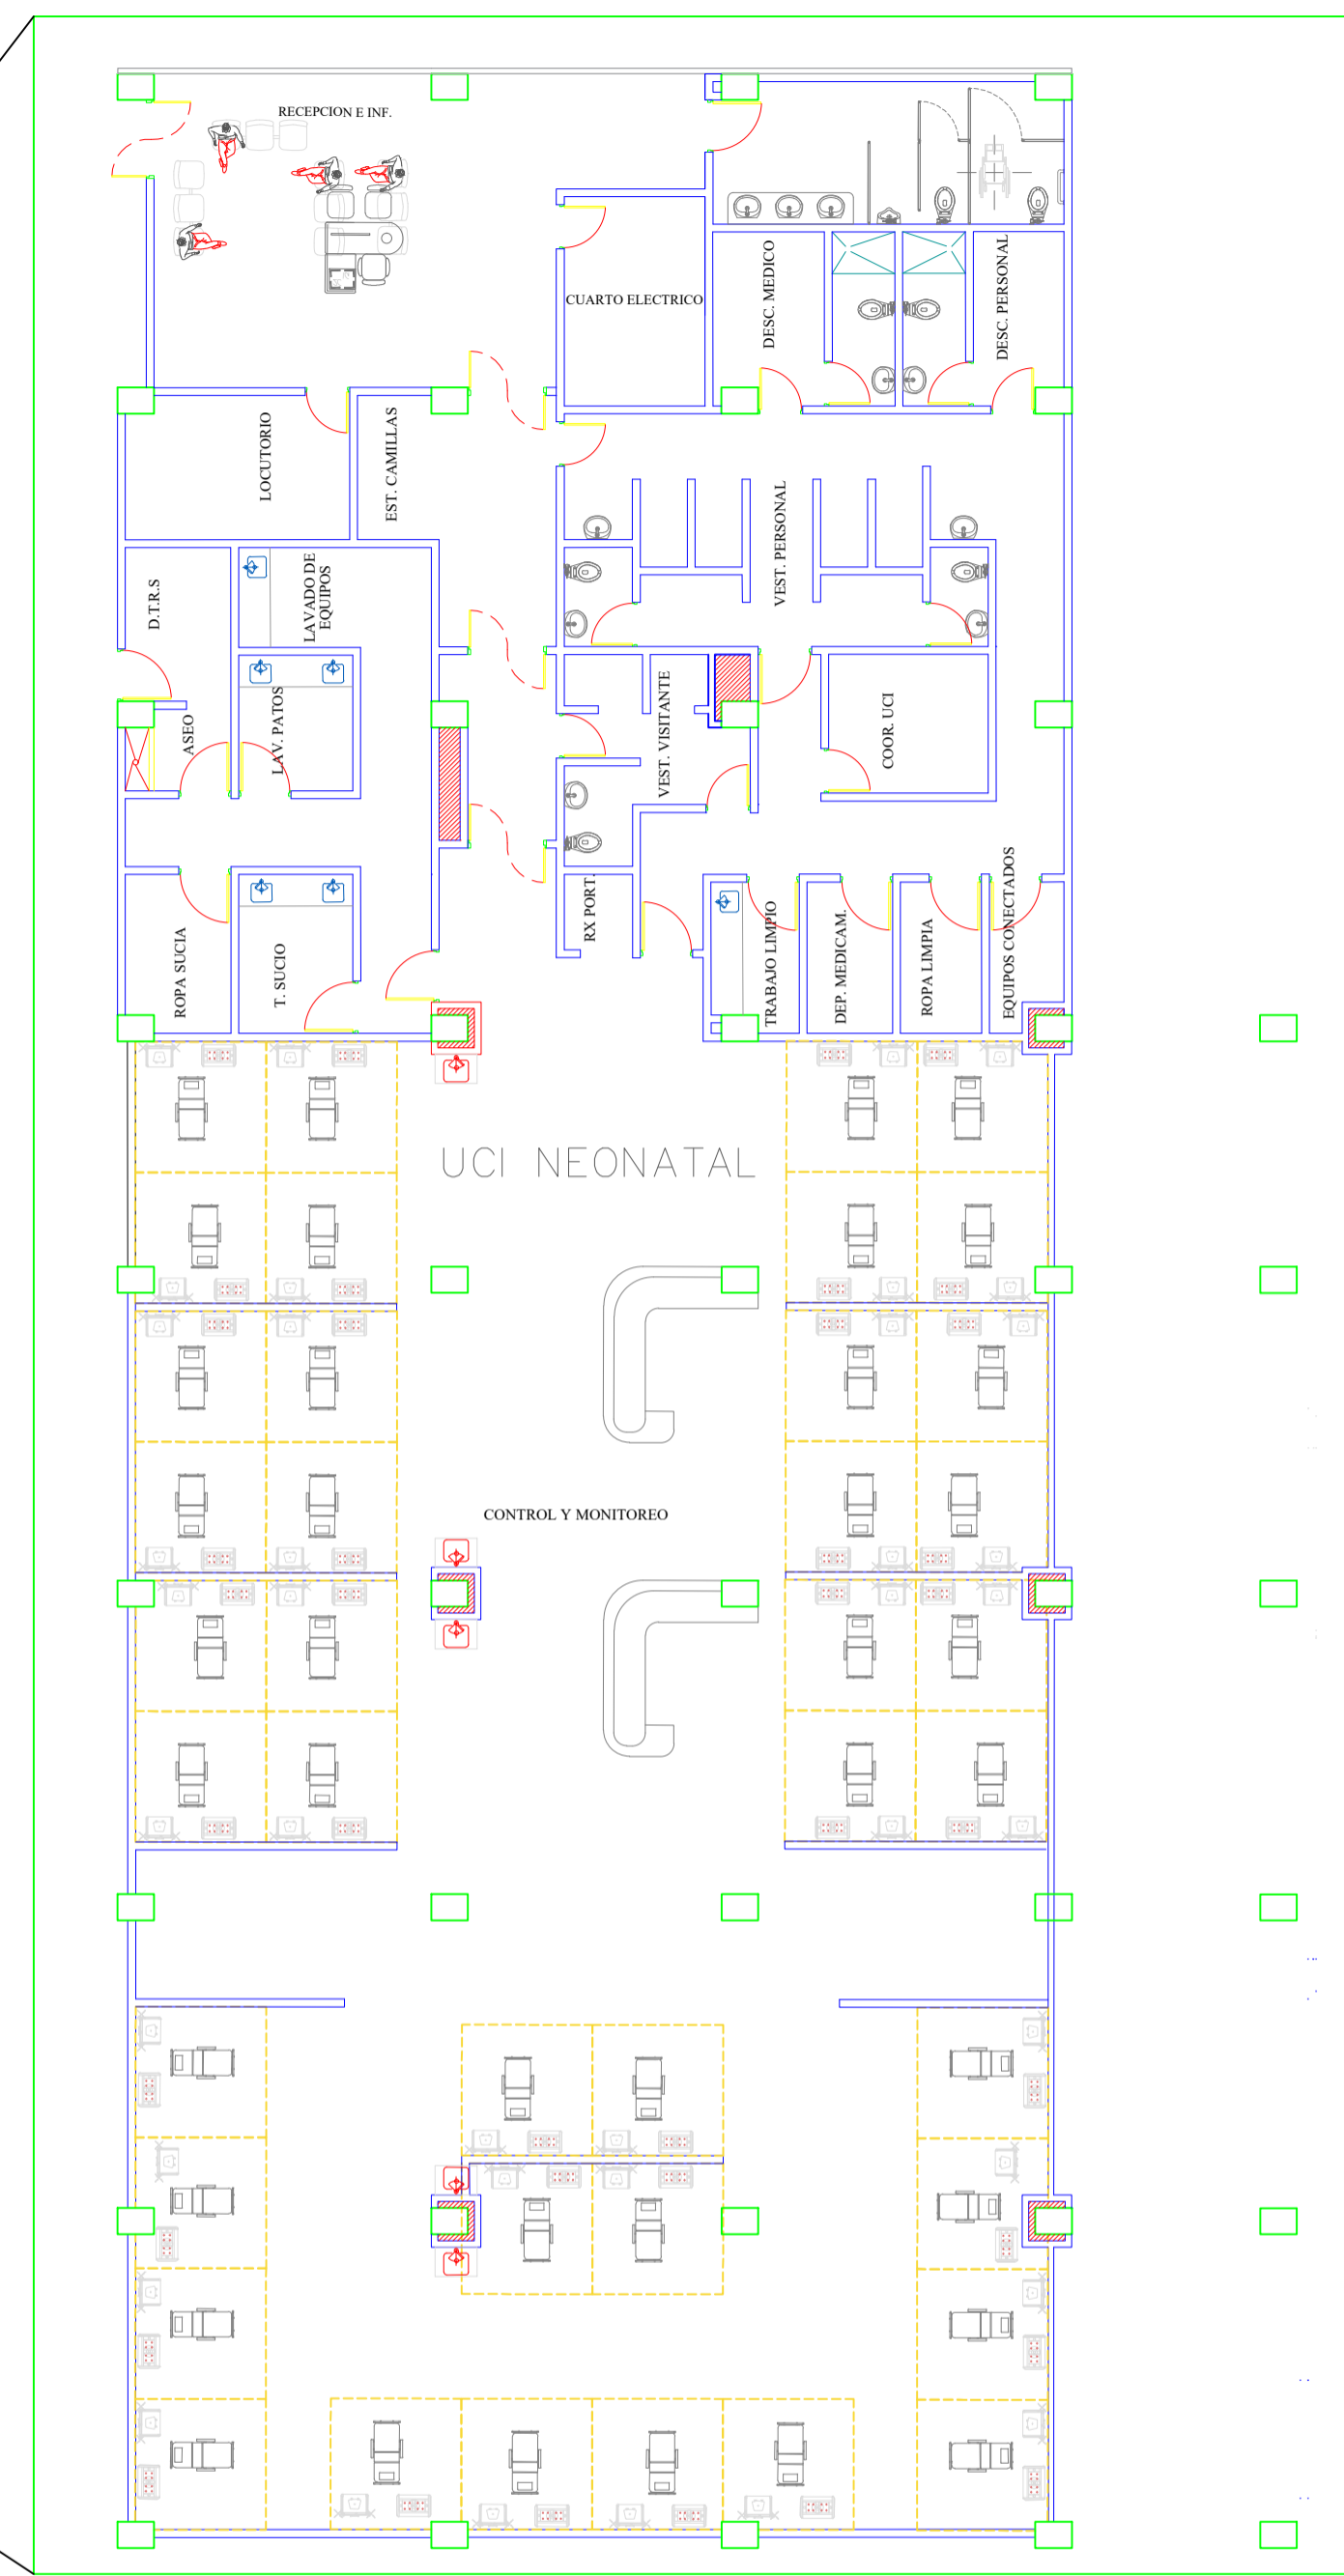 RECEPCION E INF.
CUARTO ELECTRICO
DESC. MEDICO
DESC. PERSONAL
LOCUTORIO
EST. CAMILLAS
VEST. PERSONAL
D.T.R.S
LAVADO DE
EQUIPOS
ASEO
LAV. PATOS
VEST. VISITANTE
COOR. UCI
ROPA SUCIA
T. SUCIO
RX PORT.
TRABAJO LIMPIO
DEP. MEDICAM.
ROPA LIMPIA
EQUIPOS CONECTADOS
UCI NEONATAL
CONTROL Y MONITOREO